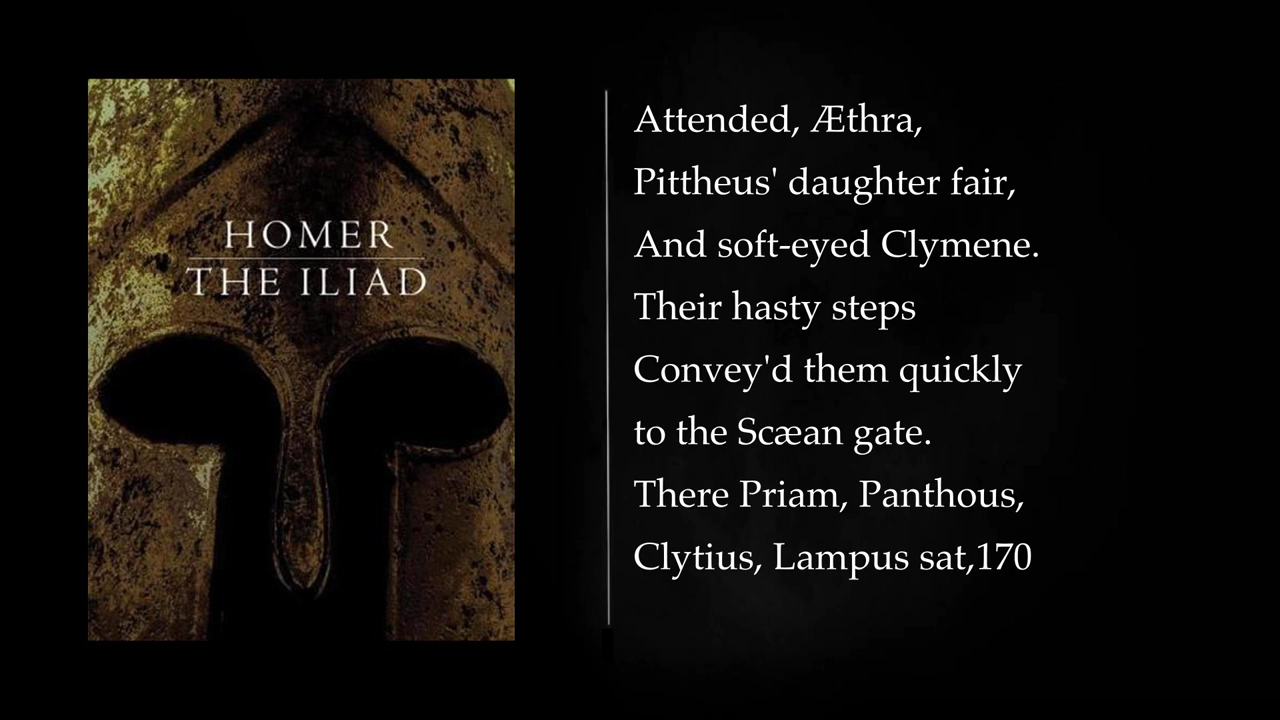 HOMER
THE ILIAD
Attended, Æthra,
Pittheus' daughter fair,
And soft-eyed Clymene.
Their hasty steps
Convey'd them quickly
to the Scæan gate.
There Priam, Panthous,
Clytius, Lampus sat,170